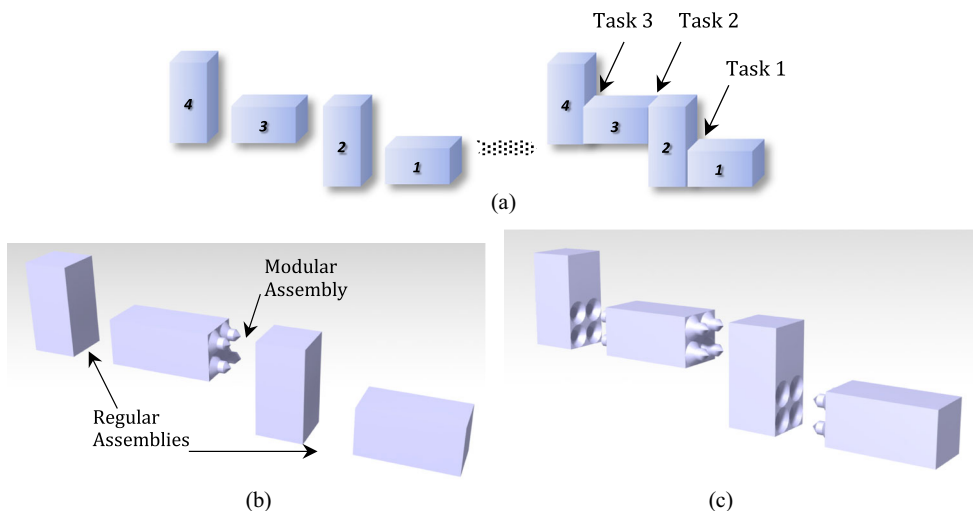 Task 3
Task 2
Task 1
4
3
2
1
4
3
2
1
(a)
Modular
Assembly
Regular
Assemblies
(b)
(c)